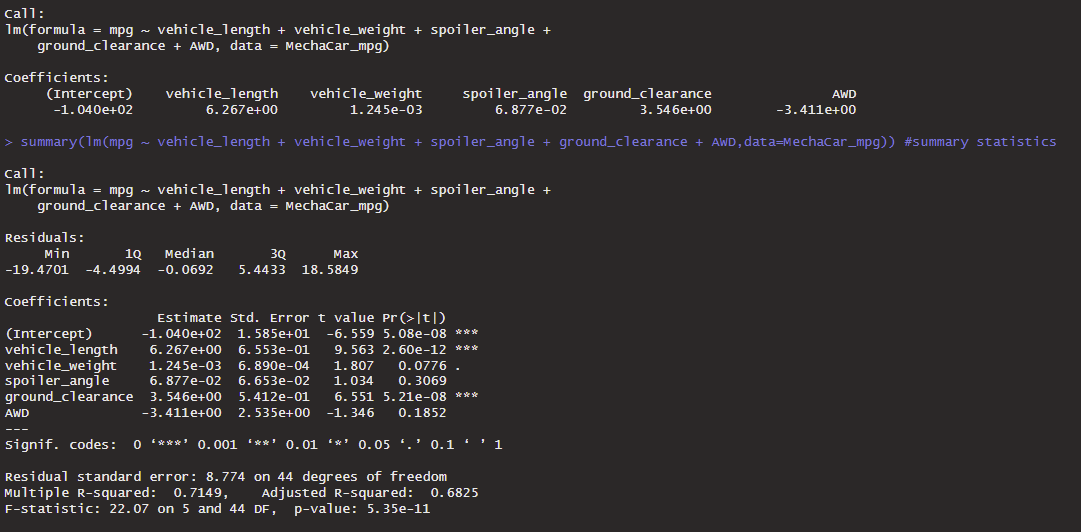 Call:
lm(formula = mpg ~ vehicle_length + vehicle_weight + spoiler_angle +
    ground_clearance + AWD, data = MechaCar_mpg)

Coefficients:
     (Intercept)    vehicle_length    vehicle_weight     spoiler_angle  ground_clearance               AWD
      -1.040e+02         6.267e+00         1.245e-03         6.877e-02         3.546e+00        -3.411e+00

> summary(lm(mpg ~ vehicle_length + vehicle_weight + spoiler_angle + ground_clearance + AWD,data=MechaCar_mpg)) #summary statistics

Call:
lm(formula = mpg ~ vehicle_length + vehicle_weight + spoiler_angle +
    ground_clearance + AWD, data = MechaCar_mpg)

Residuals:
     Min       1Q   Median       3Q      Max
-19.4701  -4.4994  -0.0692   5.4433  18.5849

Coefficients:
                   Estimate Std. Error t value Pr(>|t|)
(Intercept)      -1.040e+02  1.585e+01  -6.559 5.08e-08 ***
vehicle_length    6.267e+00  6.553e-01   9.563 2.60e-12 ***
vehicle_weight    1.245e-03  6.890e-04   1.807   0.0776 .
spoiler_angle     6.877e-02  6.653e-02   1.034   0.3069
ground_clearance  3.546e+00  5.412e-01   6.551 5.21e-08 ***
AWD              -3.411e+00  2.535e+00  -1.346   0.1852
---
Signif. codes:  0 ‘***’ 0.001 ‘**’ 0.01 ‘*’ 0.05 ‘.’ 0.1 ‘ ’ 1

Residual standard error: 8.774 on 44 degrees of freedom
Multiple R-squared:  0.7149,    Adjusted R-squared:  0.6825
F-statistic: 22.07 on 5 and 44 DF,  p-value: 5.35e-11